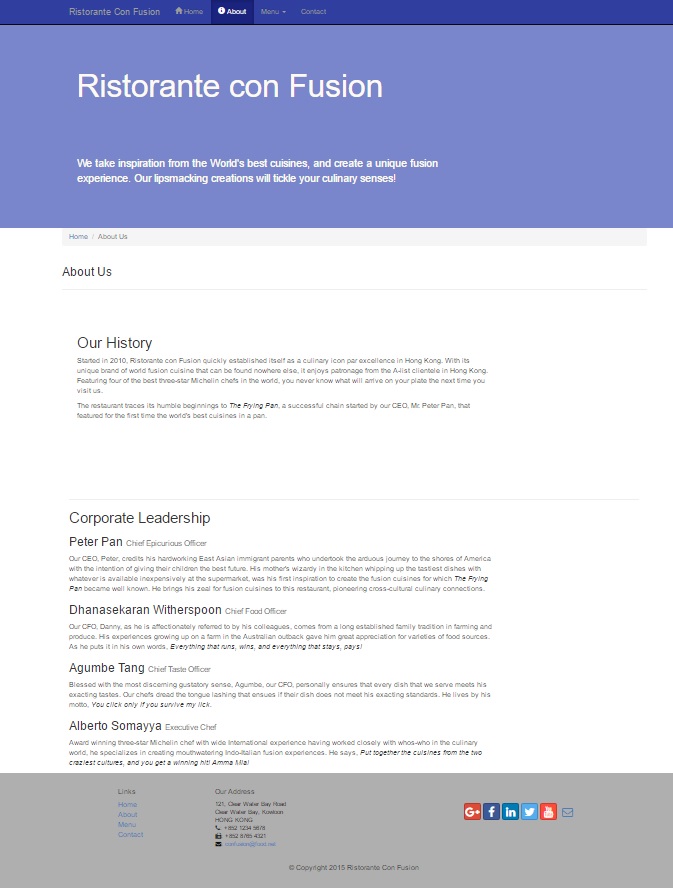 Ristorante Con Fusion Home About Menu Contact
Ristorante con Fusion
We take inspiration from the World's best cuisines, and create a unique fusion
experience. Our lipsmacking creations will tickle your culinary senses!
Home / About Us
About Us
Our History
Started in 2010, Ristorante con Fusion quickly established itself as a culinary icon par excellence in Hong Kong. With its
unique brand of world fusion cuisine that can be found nowhere else, it enjoys patronage from the A-list clientele in Hong Kong.
Featuring four of the best three-star Michelin chefs in the world, you never know what will arrive on your plate the next time you
visit us.
The restaurant traces its humble beginnings to The Frying Pan, a successful chain started by our CEO, Mr. Peter Pan, that
featured for the first time the world's best cuisines in a pan.
Corporate Leadership
Peter Pan Chief Epicurious Officer
Our CEO, Peter, credits his hardworking East Asian immigrant parents who undertook the arduous journey to the shores of America
with the intention of giving their children the best future. His mother's wizardy in the kitchen whipping up the tastiest dishes with
whatever is available inexpensively at the supermarket, was his first inspiration to create the fusion cuisines for which The Frying
Pan became well known. He brings his zeal for fusion cuisines to this restaurant, pioneering cross-cultural culinary connections.
Dhanasekaran Witherspoon Chief Food Officer
Our CFO, Danny, as he is affectionately referred to by his colleagues, comes from a long established family tradition in farming and
produce. His experiences growing up on a farm in the Australian outback gave him great appreciation for varieties of food sources.
As he puts it in his own words, Everything that runs, wins, and everything that stays, pays!
Agumbe Tang Chief Taste Officer
Blessed with the most discerning gustatory sense, Agumbe, our CFO, personally ensures that every dish that we serve meets his
exacting tastes. Our chefs dread the tongue lashing that ensues if their dish does not meet his exacting standards. He lives by his
motto, You click only if you survive my lick.
Alberto Somayya Executive Chef
Award winning three-star Michelin chef with wide International experience having worked closely with whos-who in the culinary
world, he specializes in creating mouthwatering Indo-Italian fusion experiences. He says, Put together the cuisines from the two
craziest cultures, and you get a winning hit! Amma Mia!
Links
Home
About
Menu
Contact
Our Address
121, Clear Water Bay Road
Clear Water Bay, Kowloon
HONG KONG
: +852 1234 5678
: +852 8765 4321
: confusion@food.net
G+ f in You Tube
© Copyright 2015 Ristorante Con Fusion